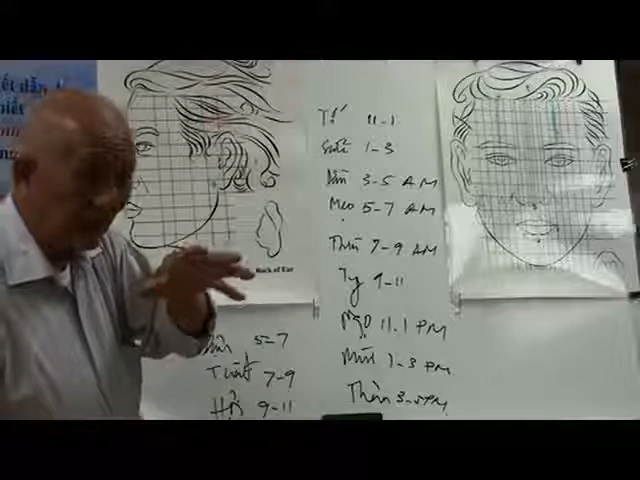 Tý 11-1
Sửu 1-3
Dần 3-5 AM
Mẹo 5-7 AM
Thìn 7-9 AM
Tỵ 9-11
Ngọ 11-1 PM
Mùi 1-3 PM
Thân 3-5 PM
5-7
Tuất 7-9
Hợi 9-11
Back of Ear